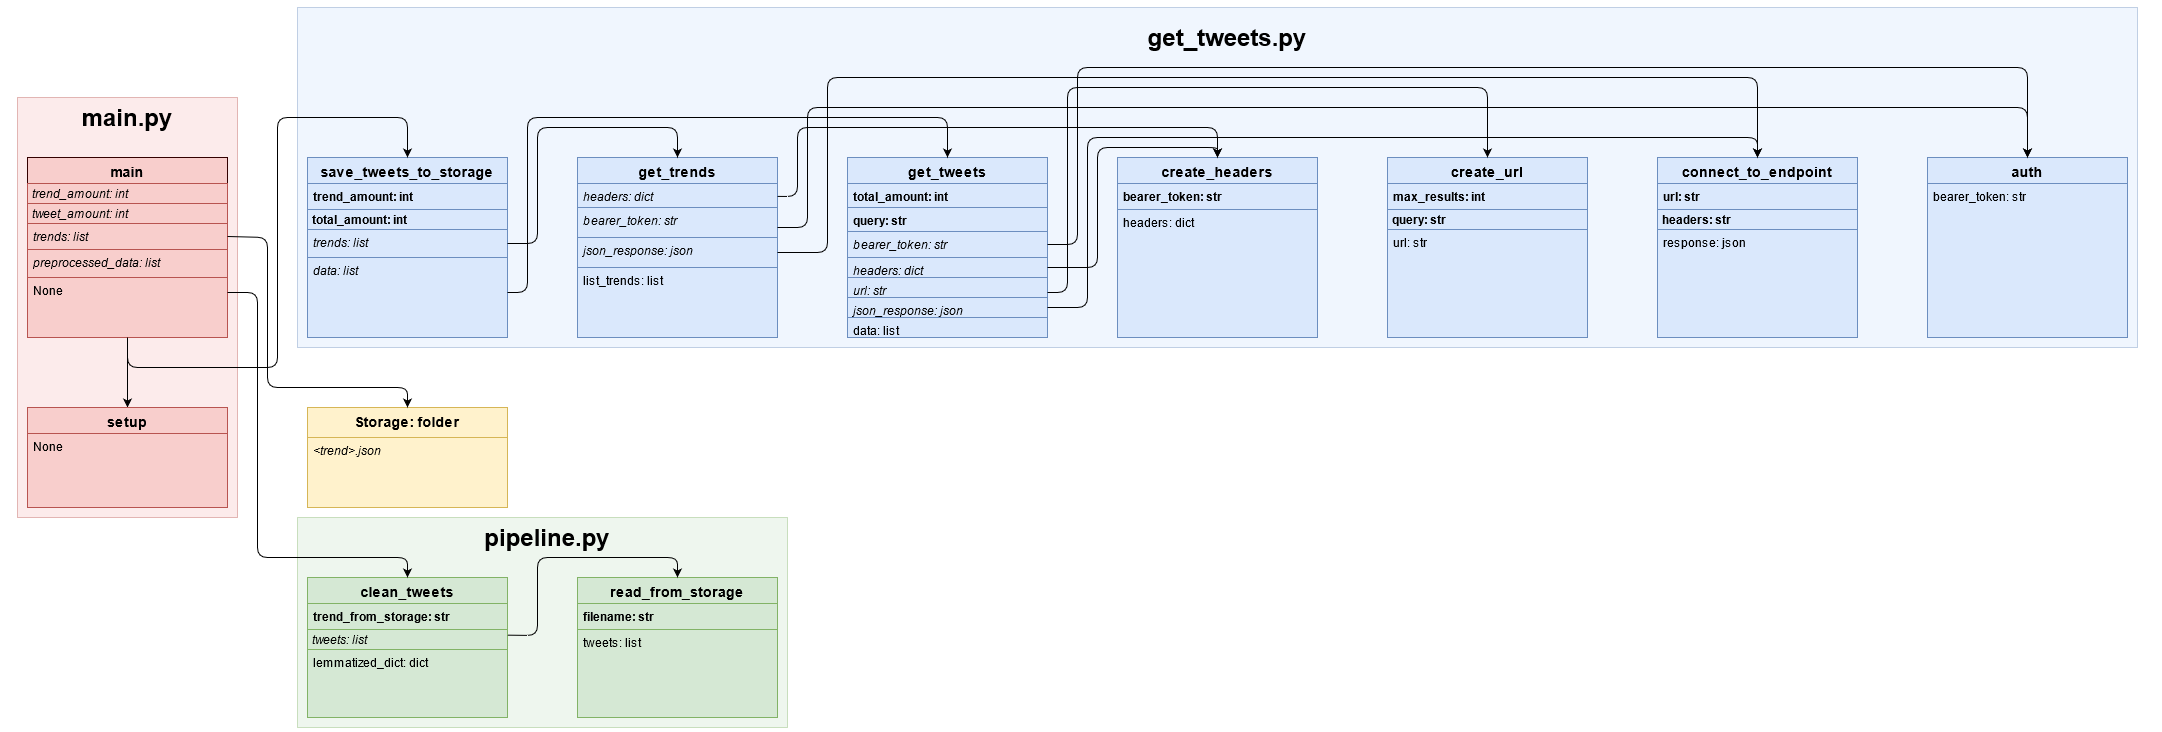 get_tweets.py
main.py
main
trend_amount: int
tweet_amount: int
trends: list
preprocessed_data: list
None
setup
None
save_tweets_to_storage
trend_amount: int
total_amount: int
trends: list
data: list
get_trends
headers: dict
bearer_token: str
json_response: json
list_trends: list
get_tweets
total_amount: int
query: str
bearer_token: str
headers: dict
url: str
json_response: json
data: list
create_headers
bearer_token: str
headers: dict
create_url
max_results: int
query: str
url: str
connect_to_endpoint
url: str
headers: str
response: json
auth
bearer_token: str
Storage: folder
<trend>.json
pipeline.py
clean_tweets
trend_from_storage: str
tweets: list
lemmatized_dict: dict
read_from_storage
filename: str
tweets: list